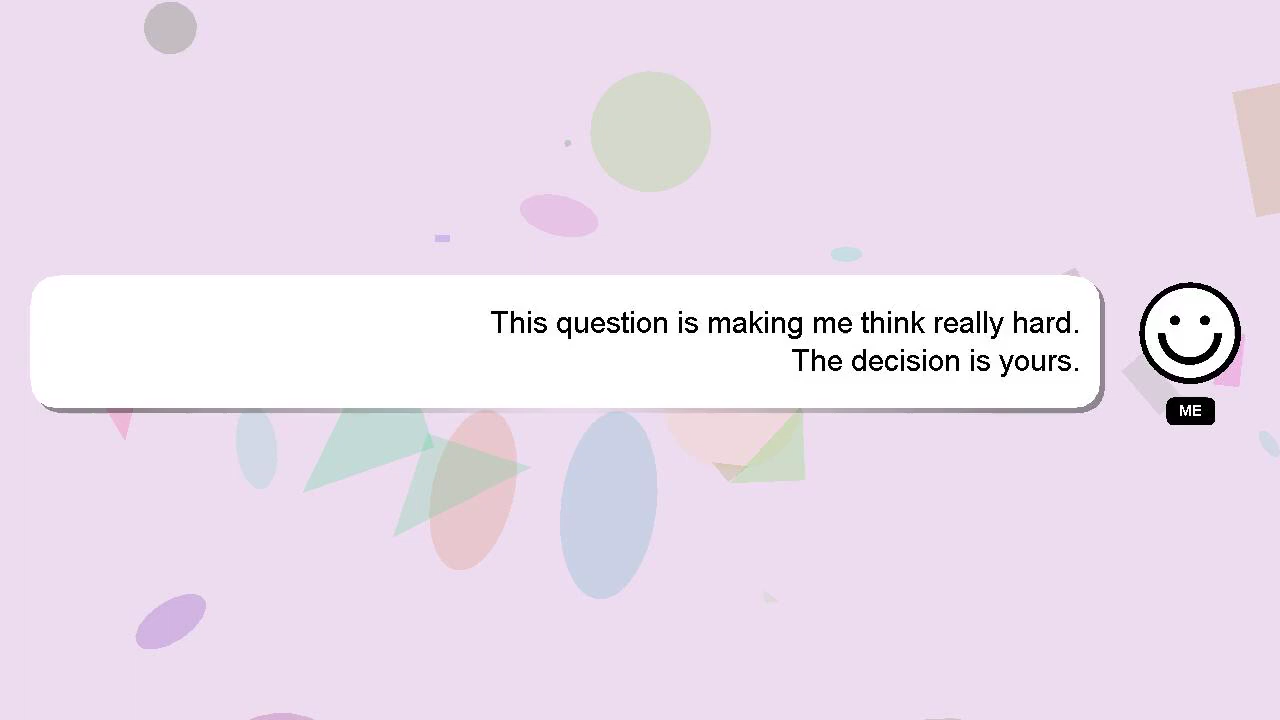 This question is making me think really hard.
The decision is yours.
ME